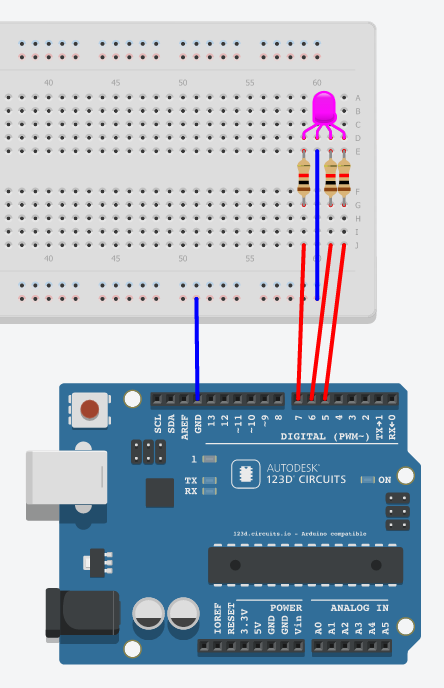 40 45 50 55 60
A
B
C
D
E
F
G
H
I
J
40 45 50 55 60
SCL SDA AREF GND 13 12 ~11 ~10 ~9 8 7 6 5 4 3 2 TX→1 RX←0
DIGITAL (PWM~)
1
AUTODESK®
123D® CIRCUITS
TX
RX
ON
123d.circuits.io - Arduino compatible
POWER ANALOG IN
IOREF RESET 3.3V 5V GND GND Vin A0 A1 A2 A3 A4 A5